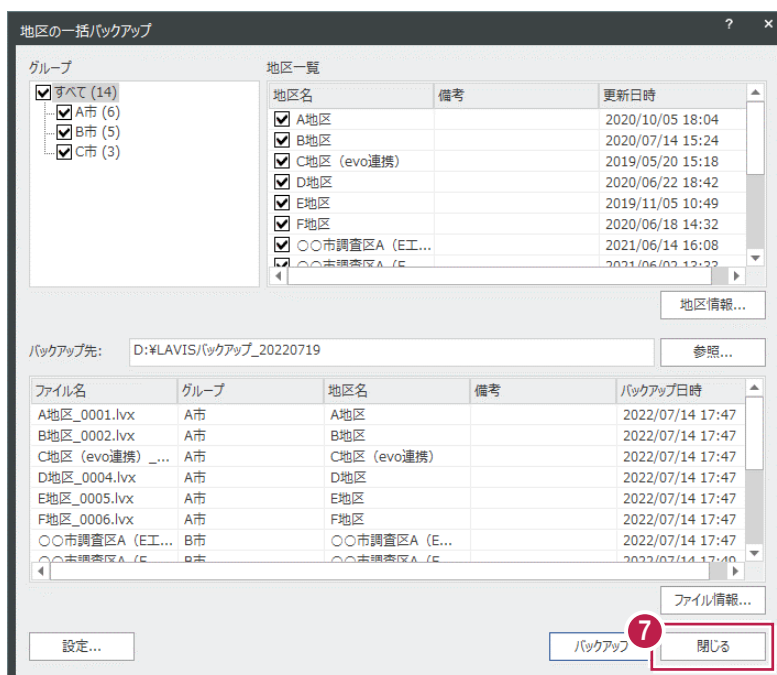 地区の一括バックアップ ? ×
グループ
すべて (14)
A市 (6)
B市 (5)
C市 (3)
地区一覧
地区名 備考 更新日時
A地区 2020/10/05 18:04
B地区 2020/07/14 15:24
C地区（evo連携） 2019/05/20 15:18
D地区 2020/06/22 18:42
E地区 2019/11/05 10:49
F地区 2020/06/18 14:32
○○市調査区A（E工... 2021/06/14 16:08
地区情報...
バックアップ先: D:¥LAVISバックアップ_20220719 参照...
ファイル名 グループ 地区名 備考 バックアップ日時
A地区_0001.lvx A市 A地区 2022/07/14 17:47
B地区_0002.lvx A市 B地区 2022/07/14 17:47
C地区（evo連携）_... A市 C地区（evo連携） 2022/07/14 17:47
D地区_0004.lvx A市 D地区 2022/07/14 17:47
E地区_0005.lvx A市 E地区 2022/07/14 17:47
F地区_0006.lvx A市 F地区 2022/07/14 17:47
○○市調査区A（E工... B市 ○○市調査区A（E... 2022/07/14 17:47
ファイル情報...
設定... バックアップ 7 閉じる